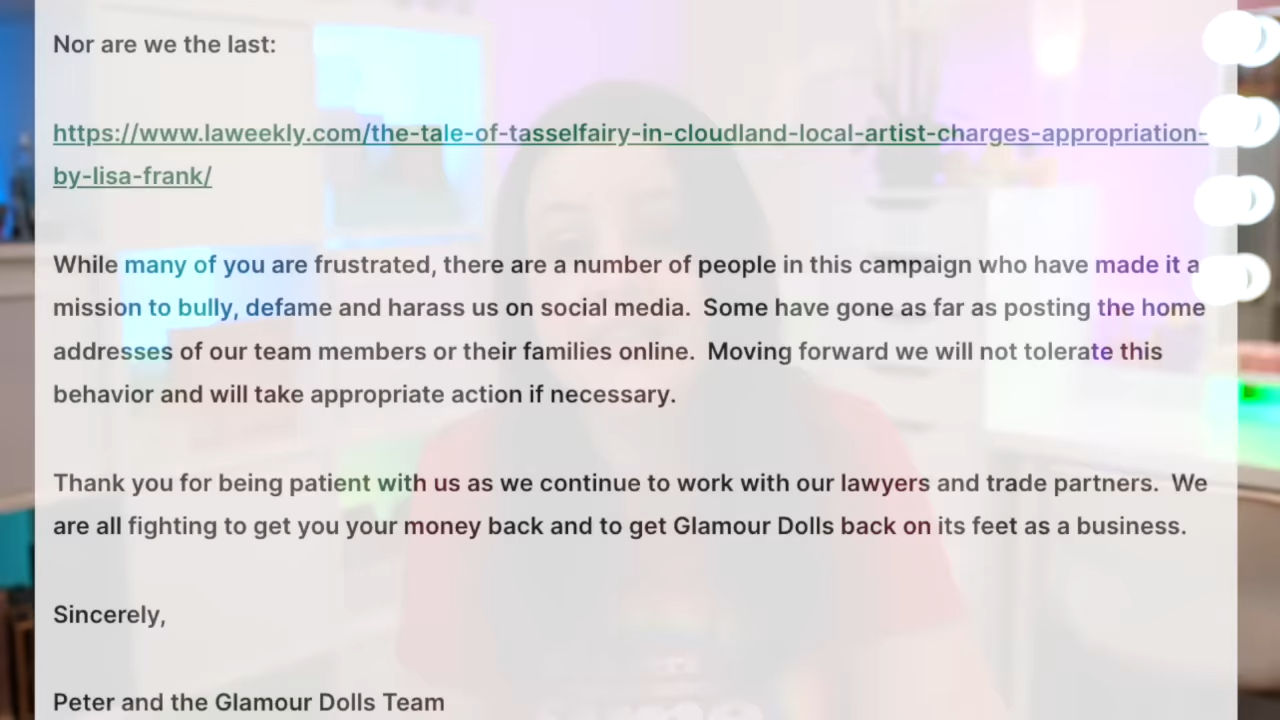 Nor are we the last:
https://www.laweekly.com/the-tale-of-tasselfairy-in-cloudland-local-artist-charges-appropriation-
by-lisa-frank/
While many of you are frustrated, there are a number of people in this campaign who have made it a
mission to bully, defame and harass us on social media.  Some have gone as far as posting the home
addresses of our team members or their families online.  Moving forward we will not tolerate this
behavior and will take appropriate action if necessary.
Thank you for being patient with us as we continue to work with our lawyers and trade partners.  We
are all fighting to get you your money back and to get Glamour Dolls back on its feet as a business.
Sincerely,
Peter and the Glamour Dolls Team